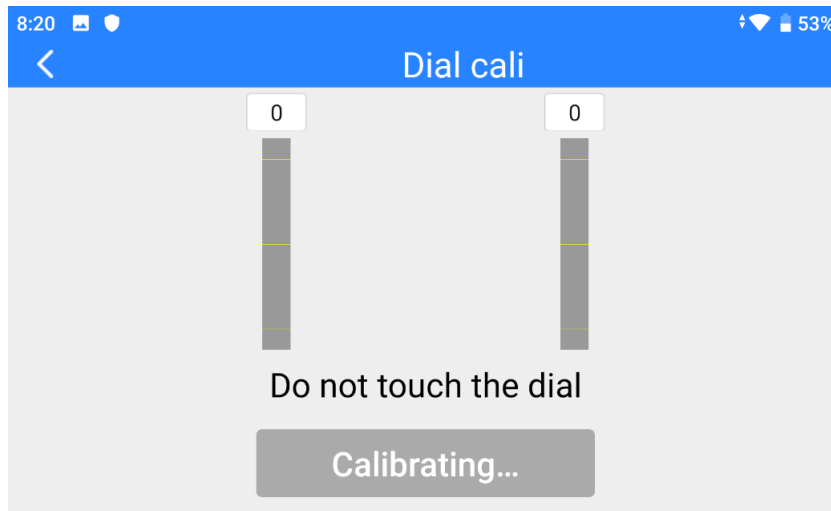 8:20 53%
Dial cali
0 0
Do not touch the dial
Calibrating...